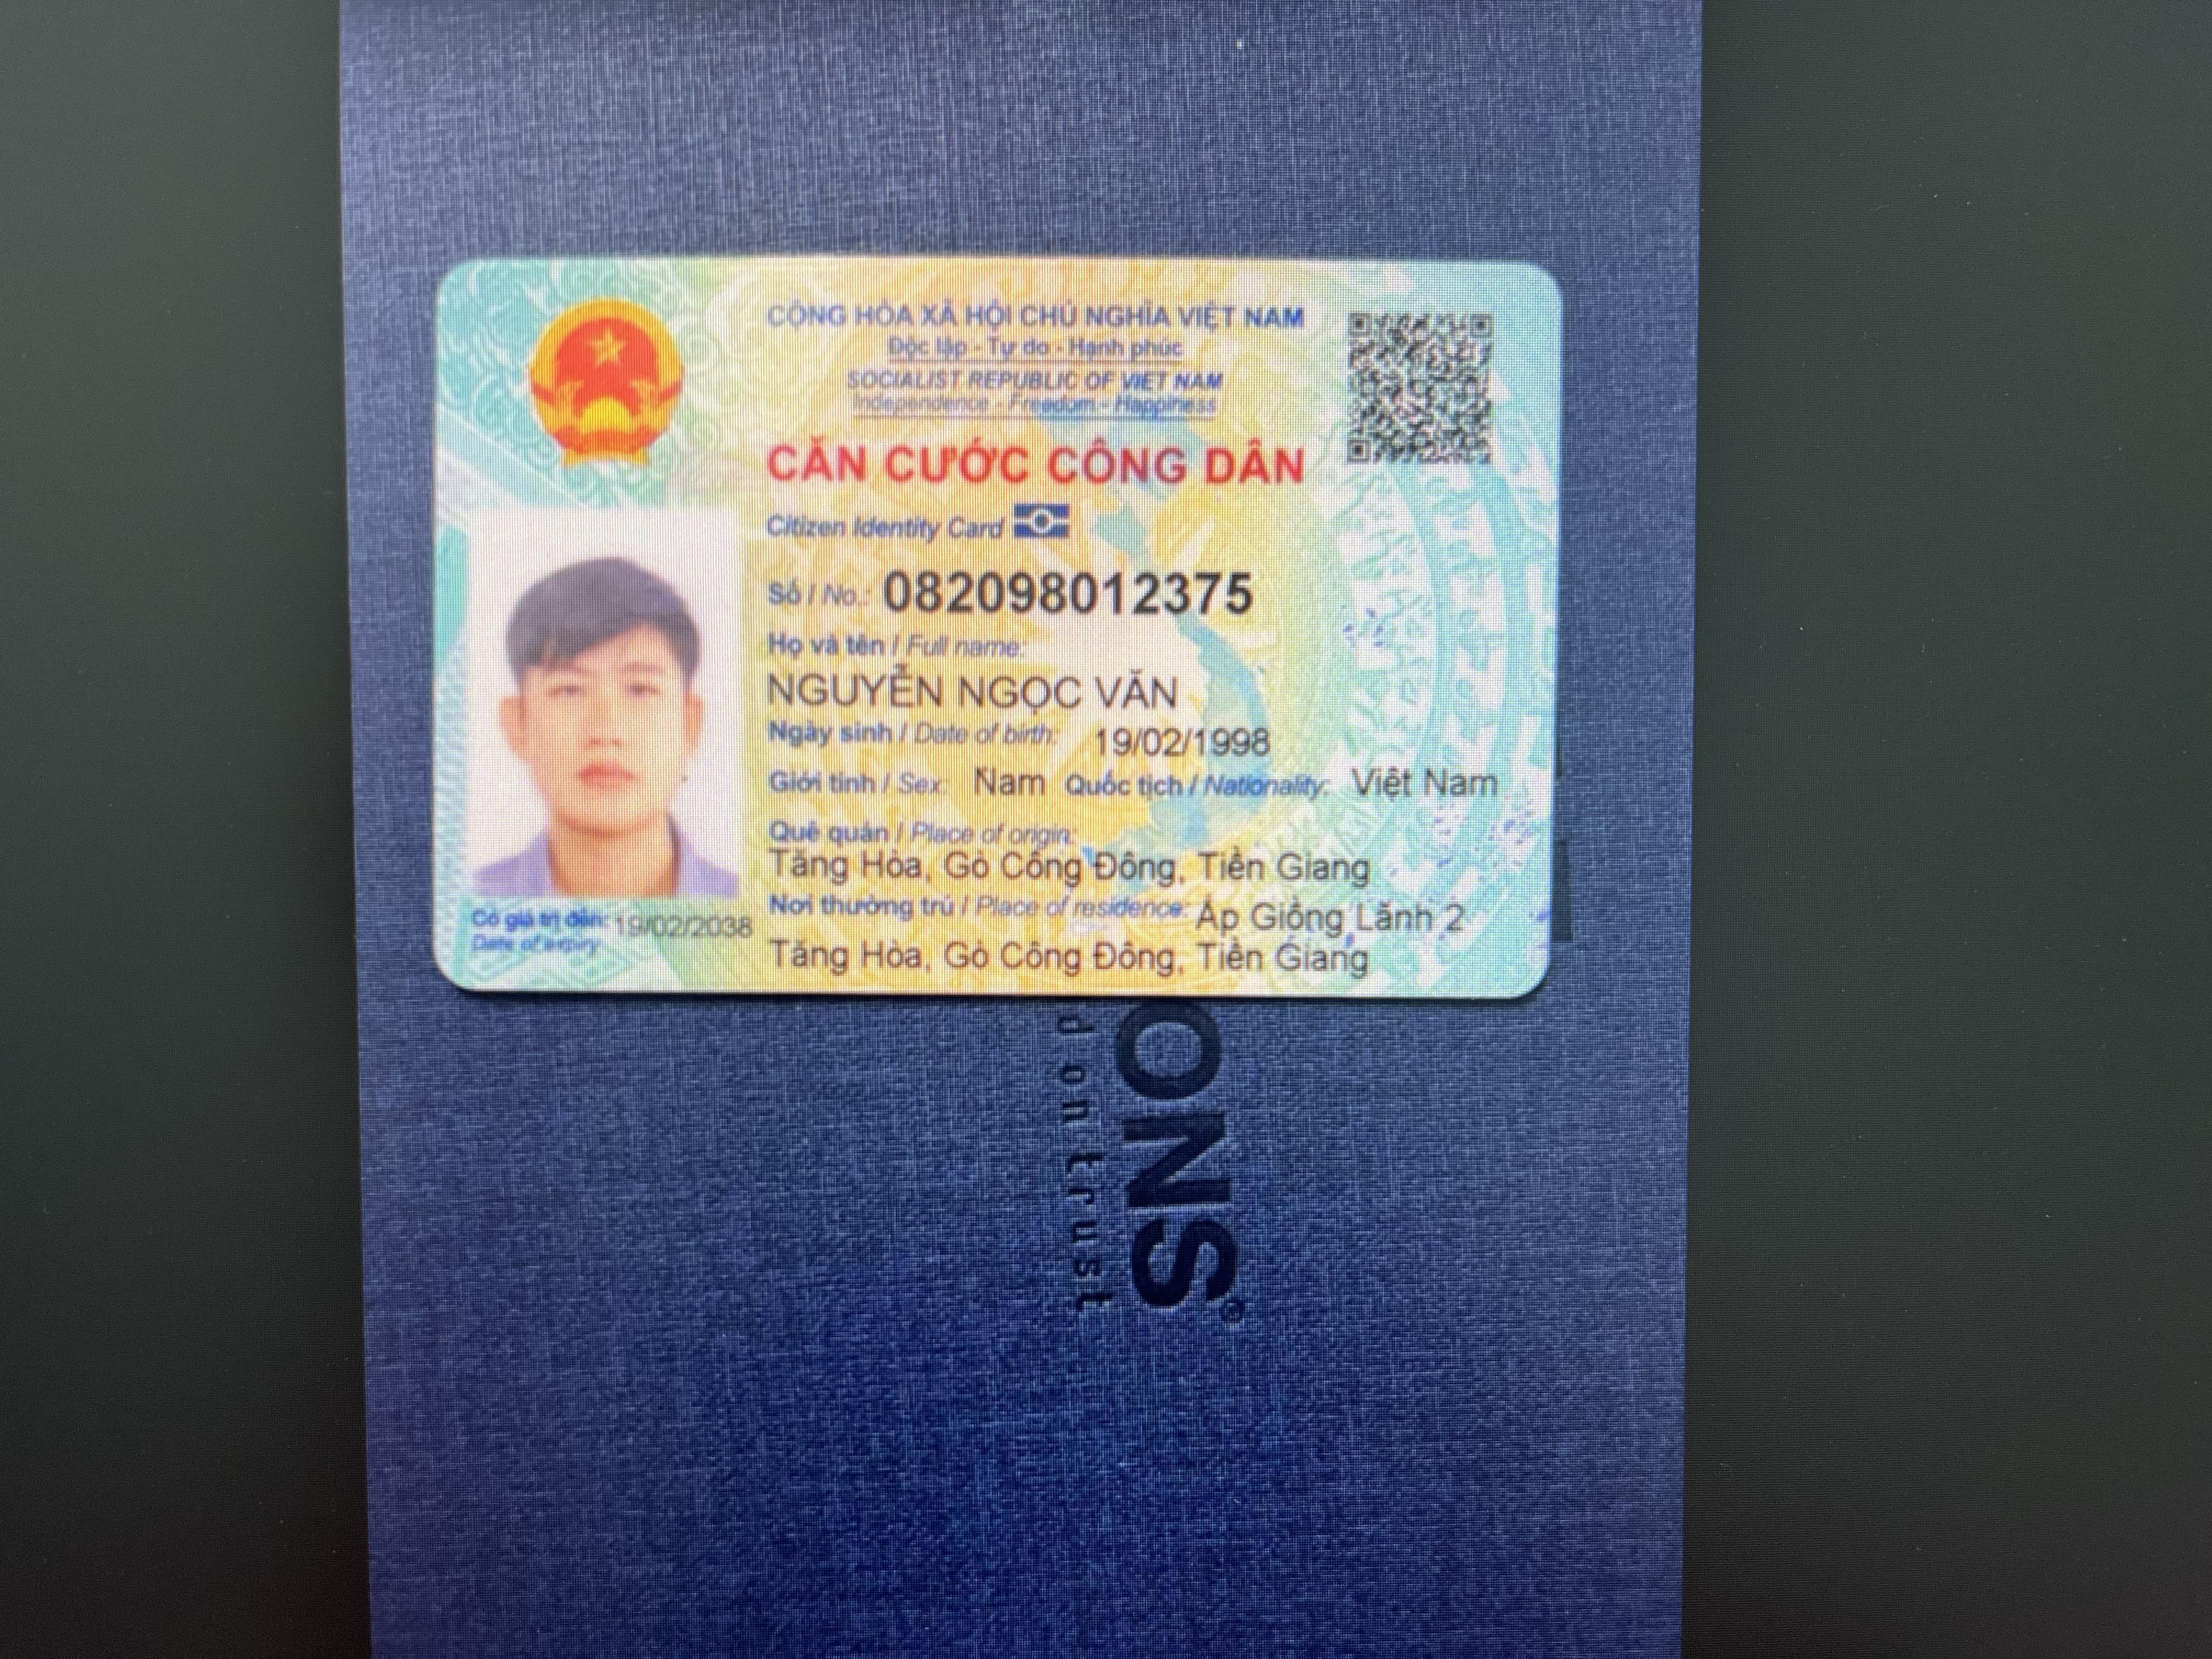 CỘNG HÒA XÃ HỘI CHỦ NGHĨA VIỆT NAM
Độc lập - Tự do - Hạnh phúc
SOCIALIST REPUBLIC OF VIET NAM
Independence - Freedom - Happiness
CĂN CƯỚC CÔNG DÂN
Citizen Identity Card
Số / No.: 082098012375
Họ và tên / Full name:
NGUYỄN NGỌC VĂN
Ngày sinh / Date of birth: 19/02/1998
Giới tính / Sex: Nam Quốc tịch / Nationality: Việt Nam
Quê quán / Place of origin:
Tăng Hòa, Gò Công Đông, Tiền Giang
Nơi thường trú / Place of residence: Ấp Giồng Lãnh 2
Tăng Hòa, Gò Công Đông, Tiền Giang
Có giá trị đến: 19/02/2038
Date of expiry:
ONS
d on trust